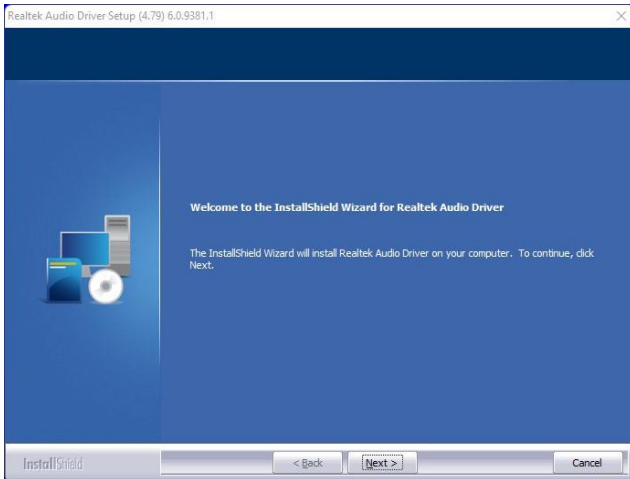 Realtek Audio Driver Setup (4.79) 6.0.9381.1
Welcome to the InstallShield Wizard for Realtek Audio Driver
The InstallShield Wizard will install Realtek Audio Driver on your computer. To continue, click
Next.
InstallShield
< Back
Next >
Cancel